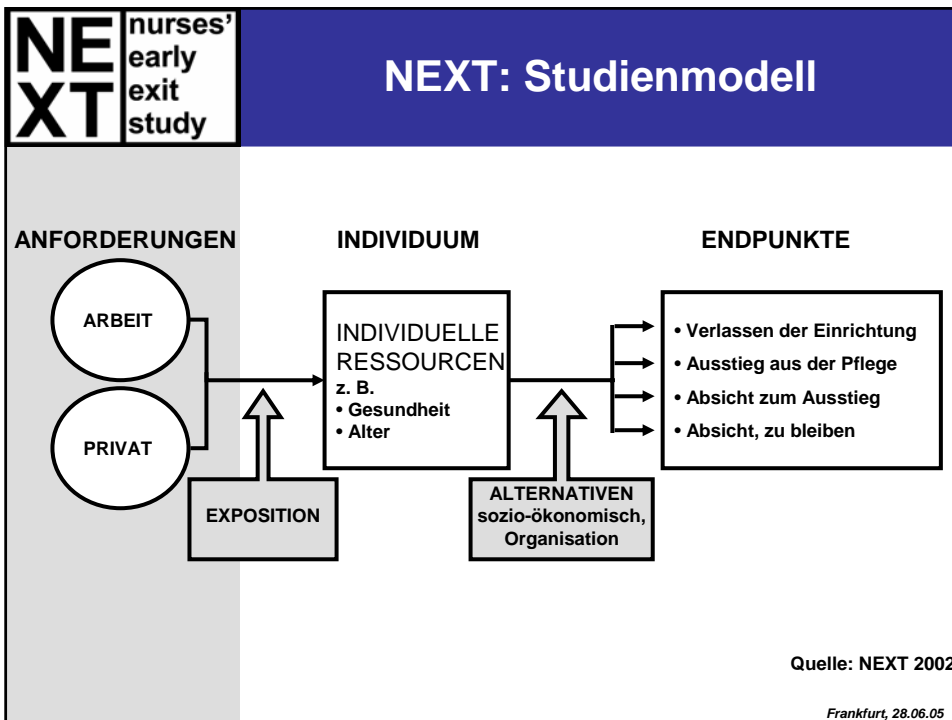 NE
XT
nurses'
early
exit
study
NEXT: Studienmodell
ANFORDERUNGEN
INDIVIDUUM
ENDPUNKTE
ARBEIT
PRIVAT
EXPOSITION
INDIVIDUELLE
RESSOURCEN
z. B.
• Gesundheit
• Alter
ALTERNATIVEN
sozio-ökonomisch,
Organisation
• Verlassen der Einrichtung
• Ausstieg aus der Pflege
• Absicht zum Ausstieg
• Absicht, zu bleiben
Quelle: NEXT 2002
Frankfurt, 28.06.05